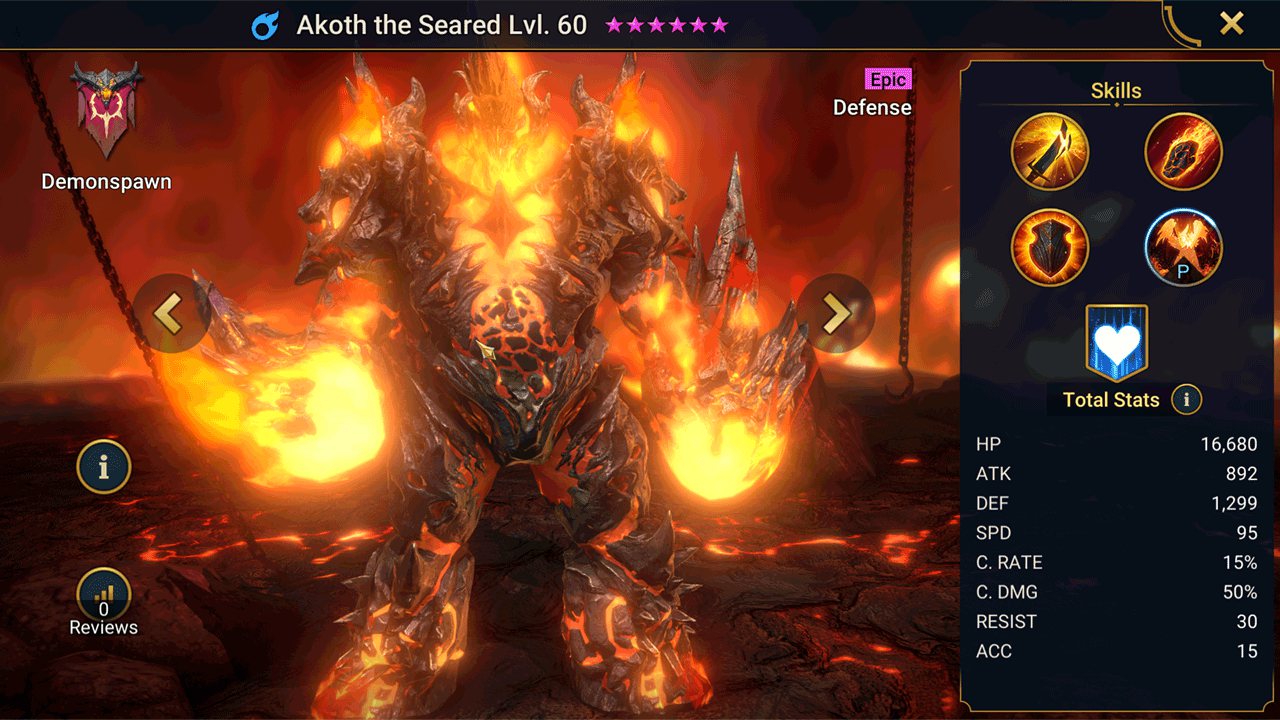 Akoth the Seared Lvl. 60
Epic
Defense
Demonspawn
0
Reviews
Skills
P
Total Stats
HP 16,680
ATK 892
DEF 1,299
SPD 95
C. RATE 15%
C. DMG 50%
RESIST 30
ACC 15